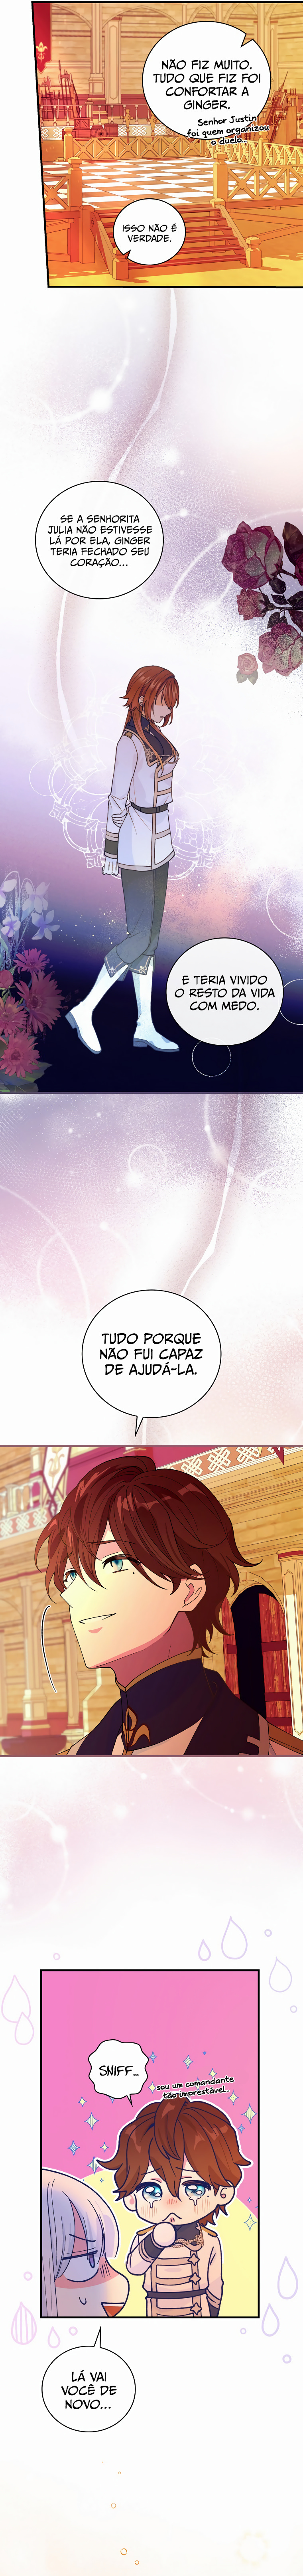 NÃO FIZ MUITO.
TUDO QUE FIZ FOI
CONFORTAR A
GINGER.
Senhor Justin
foi quem organizou
o duelo...
ISSO NÃO É
VERDADE.
SE A SENHORITA
JULIA NÃO ESTIVESSE
LÁ POR ELA, GINGER
TERIA FECHADO SEU
CORAÇÃO...
E TERIA VIVIDO
O RESTO DA VIDA
COM MEDO.
TUDO PORQUE
NÃO FUI CAPAZ
DE AJUDÁ-LA.
SNIFF...
sou um comandante
tão imprestável...
LÁ VAI
VOCÊ DE
NOVO...